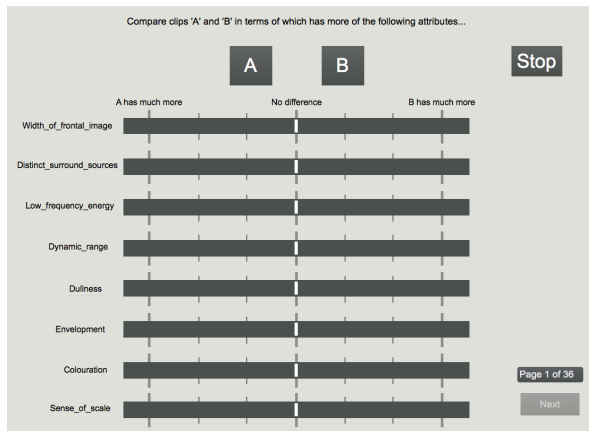 Compare clips 'A' and 'B' in terms of which has more of the following attributes...
A
B
Stop
A has much more
No difference
B has much more
Width_of_frontal_image
Distinct_surround_sources
Low_frequency_energy
Dynamic_range
Dullness
Envelopment
Colouration
Page 1 of 36
Next
Sense_of_scale